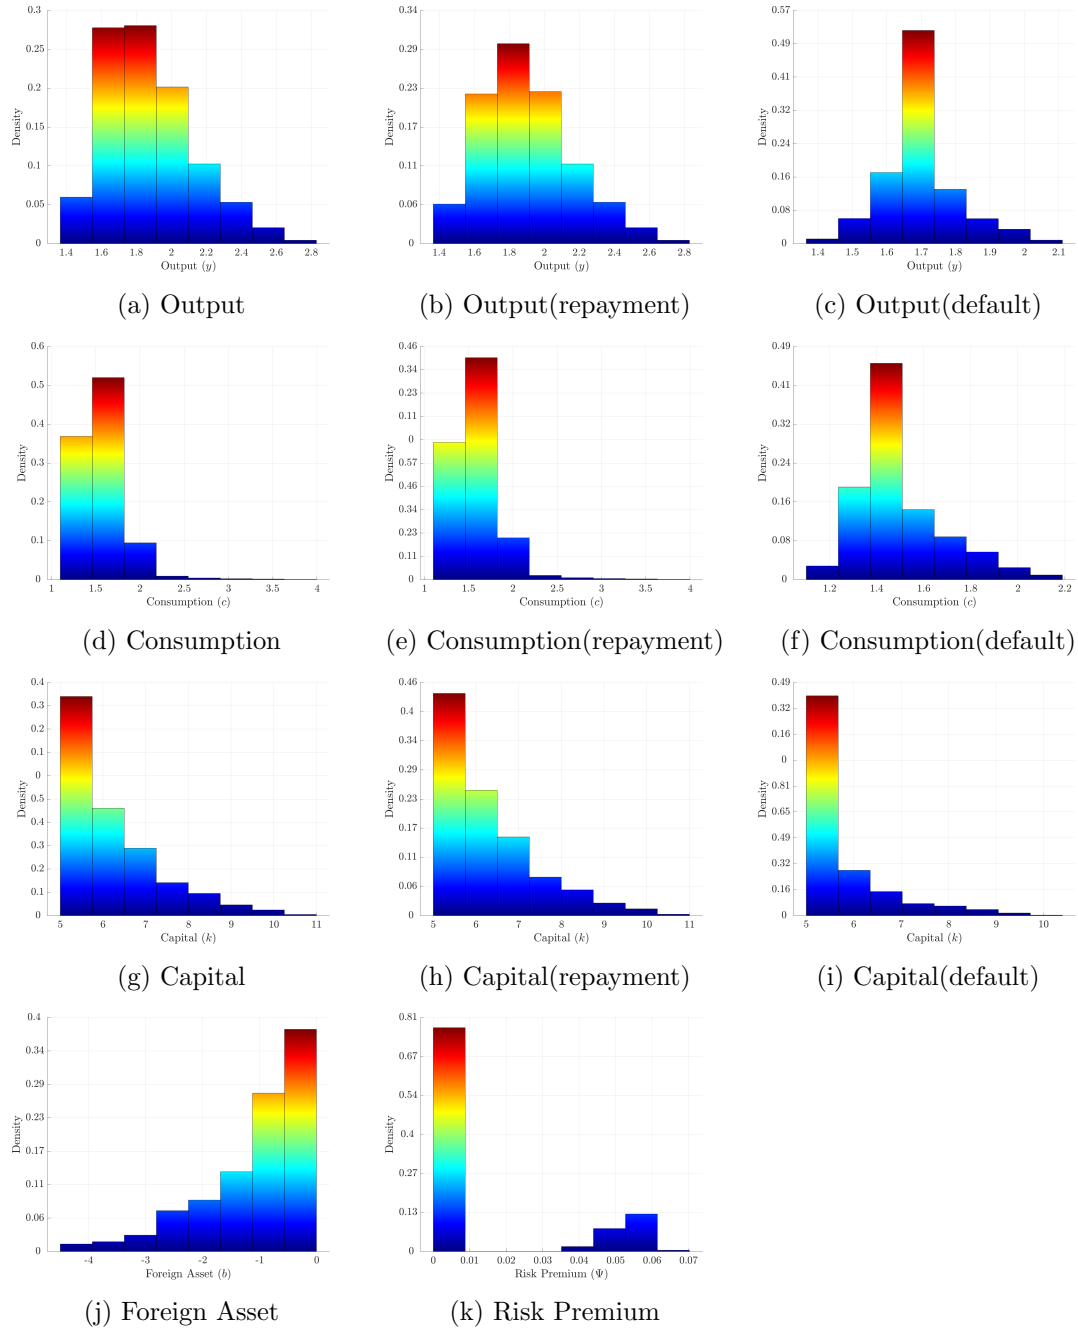 0.3
0.25
0.2
0.15
0.1
0.05
0
Density
1.4 1.6 1.8 2 2.2 2.4 2.6 2.8
Output (y)
(a) Output
0.34
0.29
0.23
0.17
0.11
0.06
0
Density
1.4 1.6 1.8 2 2.2 2.4 2.6 2.8
Output (y)
(b) Output(repayment)
0.57
0.49
0.41
0.32
0.24
0.16
0.08
0
Density
1.4 1.5 1.6 1.7 1.8 1.9 2 2.1
Output (y)
(c) Output(default)
0.6
0.5
0.4
0.3
0.2
0.1
0
Density
1 1.5 2 2.5 3 3.5 4
Consumption (c)
(d) Consumption
0.46
0.34
0.23
0.11
0
0.57
0.46
0.34
0.23
0.11
0
Density
1 1.5 2 2.5 3 3.5 4
Consumption (c)
(e) Consumption(repayment)
0.49
0.41
0.32
0.24
0.16
0.08
0
Density
1.2 1.4 1.6 1.8 2 2.2
Consumption (c)
(f) Consumption(default)
0.4
0.3
0.2
0.1
0
0.5
0.4
0.3
0.2
0.1
0
Density
5 6 7 8 9 10 11
Capital (k)
(g) Capital
0.46
0.4
0.34
0.29
0.23
0.17
0.11
0.06
0
Density
5 6 7 8 9 10 11
Capital (k)
(h) Capital(repayment)
0.49
0.32
0.16
0
0.81
0.65
0.49
0.32
0.16
0
Density
5 6 7 8 9 10
Capital (k)
(i) Capital(default)
0.4
0.34
0.29
0.23
0.17
0.11
0.06
0
Density
-4 -3 -2 -1 0
Foreign Asset (b)
(j) Foreign Asset
0.81
0.67
0.54
0.4
0.27
0.13
0
Density
0 0.01 0.02 0.03 0.04 0.05 0.06 0.07
Risk Premium (Ψ)
(k) Risk Premium